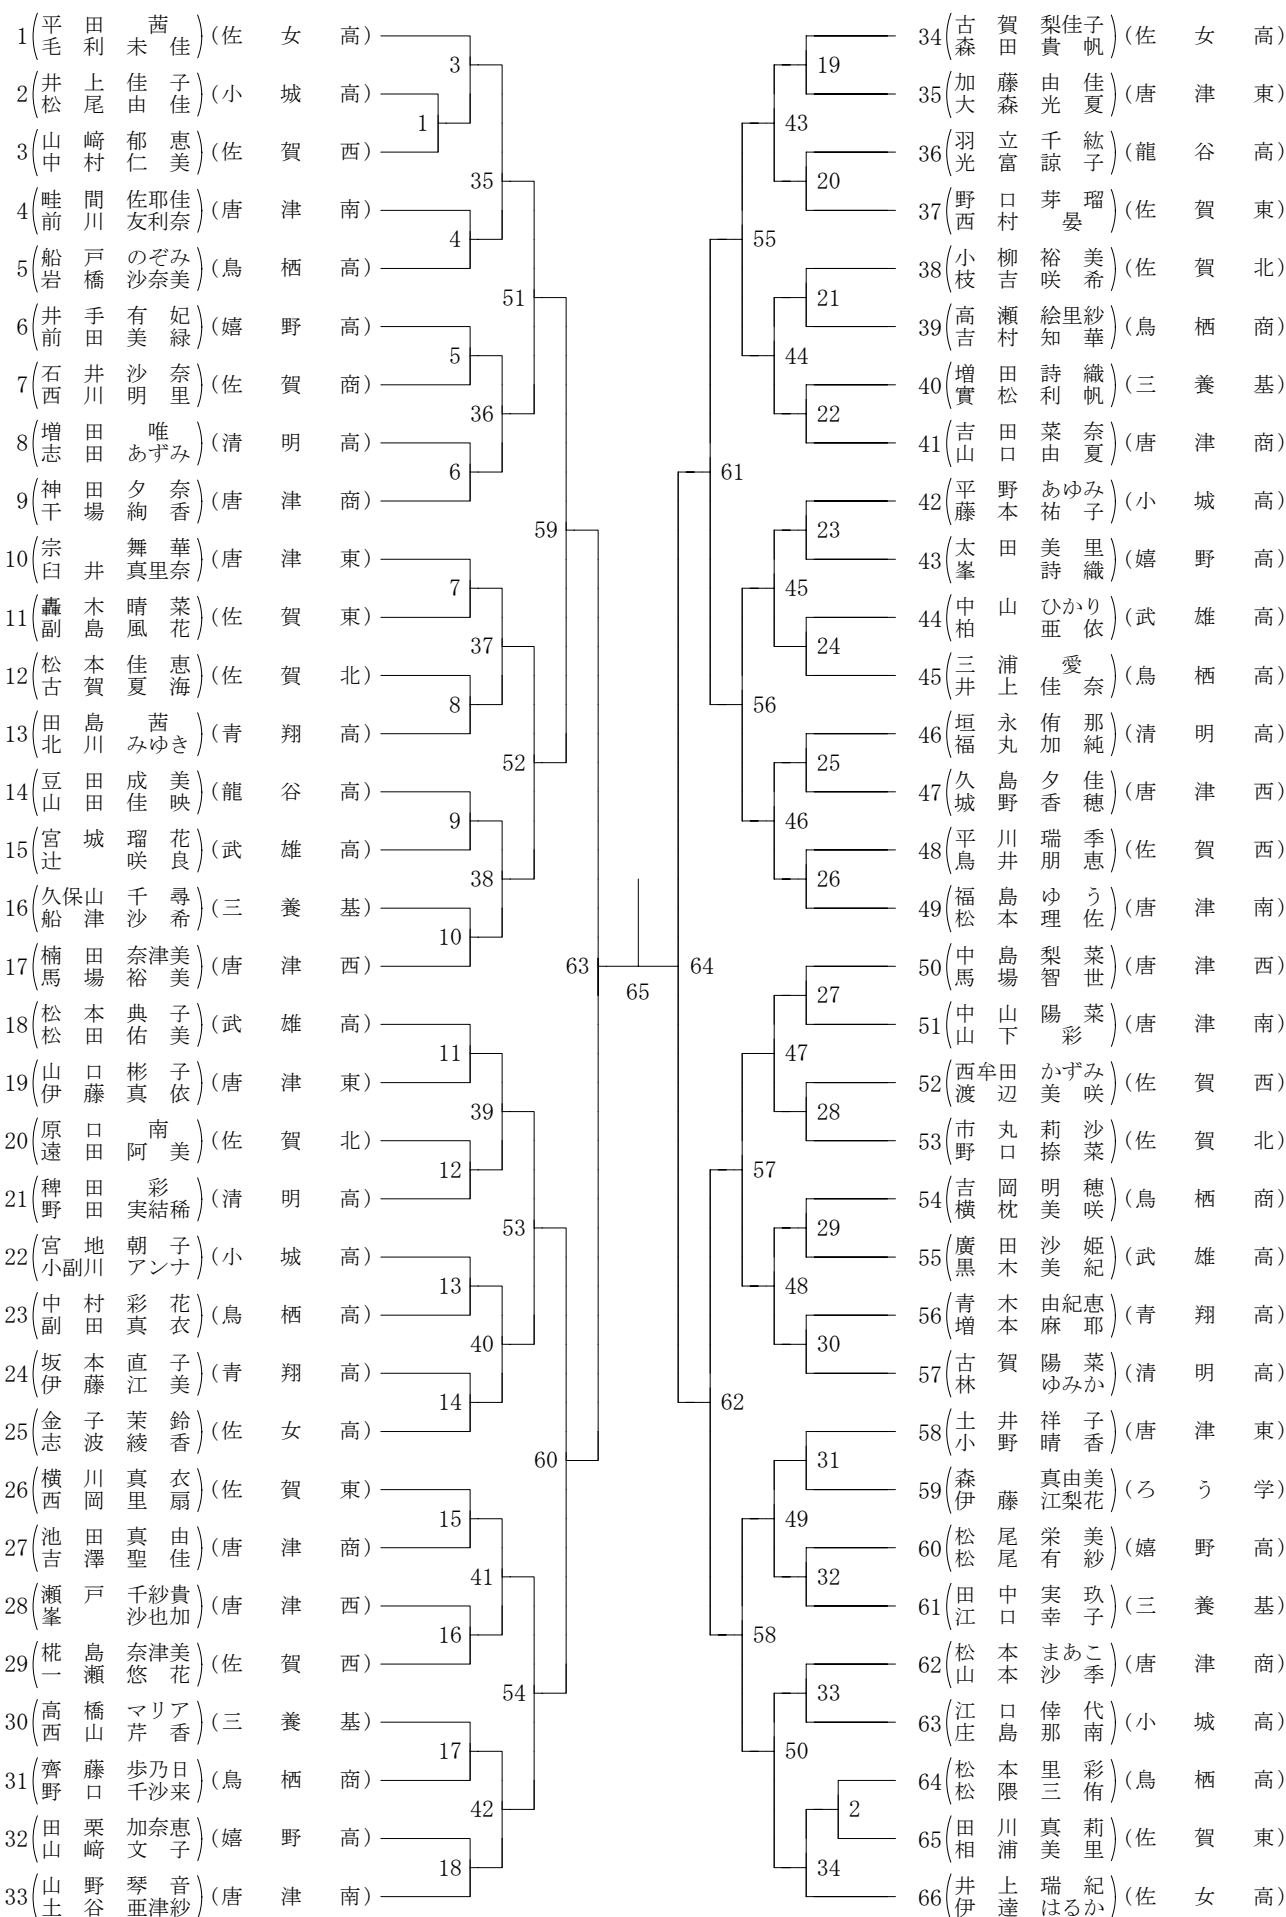 1 平田 茜 (佐女高)
毛利未佳
2 井上佳子 (小城高)
松尾由佳
3 山﨑郁恵 (佐賀西)
中村仁美
4 畦間佐耶佳 (唐津南)
前川友利奈
5 船戸のぞみ (鳥栖高)
岩橋沙奈美
6 井手有妃 (嬉野高)
前田美緑
7 石井沙奈 (佐賀商)
西川明里
8 増田 唯 (清明高)
志田あずみ
9 神田夕奈 (唐津商)
干場絢香
10 宗 舞華 (唐津東)
臼井真里奈
11 轟木晴菜 (佐賀東)
副島風花
12 松本佳恵 (佐賀北)
古賀夏海
13 田島 茜 (青翔高)
北川みゆき
14 豆田成美 (龍谷高)
山田佳映
15 宮城瑠花 (武雄高)
辻 咲良
16 久保山千尋 (三養基)
船津沙希
17 楠田奈津美 (唐津西)
馬場裕美
18 松本典子 (武雄高)
松田佑美
19 山口彬子 (唐津東)
伊藤真依
20 原口 南 (佐賀北)
遠田阿美
21 稗田 彩 (清明高)
野田実結稀
22 宮地朝子 (小城高)
小副川アンナ
23 中村彩花 (鳥栖高)
副田真衣
24 坂本直子 (青翔高)
伊藤江美
25 金子茉鈴 (佐女高)
志波綾香
26 横川真衣 (佐賀東)
西岡里扇
27 池田真由 (唐津商)
吉澤聖佳
28 瀬戸千紗貴 (唐津西)
峯 沙也加
29 椛島奈津美 (佐賀西)
一瀬悠花
30 高橋マリア (三養基)
西山芹香
31 齊藤歩乃日 (鳥栖商)
野口千沙来
32 田栗加奈恵 (嬉野高)
山﨑文子
33 山野琴音 (唐津南)
土谷亜津紗
3
1
35
4
51
5
36
6
59
7
37
8
52
9
38
10
63
11
39
12
53
13
40
14
60
15
41
16
54
17
42
18
65
64
19
43
20
55
21
44
22
61
23
45
24
56
25
46
26
27
47
28
57
29
48
30
62
31
49
32
58
33
50
2
34
34 古賀梨佳子 (佐女高)
森田貴帆
35 加藤由佳 (唐津東)
大森光夏
36 羽立千紘 (龍谷高)
光富諒子
37 野口芽瑠 (佐賀東)
西村 晏
38 小柳裕美 (佐賀北)
枝吉咲希
39 高瀬絵里紗 (鳥栖商)
吉村知華
40 増田詩織 (三養基)
實松利帆
41 吉田菜奈 (唐津商)
山口由夏
42 平野あゆみ (小城高)
藤本祐子
43 太田美里 (嬉野高)
峯 詩織
44 中山ひかり (武雄高)
柏 亜依
45 三浦 愛 (鳥栖高)
井上佳奈
46 垣永侑那 (清明高)
福丸加純
47 久島夕佳 (唐津西)
城野香穂
48 平川瑞季 (佐賀西)
鳥井朋恵
49 福島ゆう (唐津南)
松本理佐
50 中島梨菜 (唐津西)
馬場智世
51 中山陽菜 (唐津南)
山下 彩
52 西牟田かずみ (佐賀西)
渡辺美咲
53 市丸莉沙 (佐賀北)
野口捺菜
54 吉岡明穂 (鳥栖商)
横枕美咲
55 廣田沙姫 (武雄高)
黒木美紀
56 青木由紀恵 (青翔高)
増本麻耶
57 古賀陽菜 (清明高)
林 ゆみか
58 土井祥子 (唐津東)
小野晴香
59 森 真由美 (ろう学)
伊藤江梨花
60 松尾栄美 (嬉野高)
松尾有紗
61 田中実玖 (三養基)
江口幸子
62 松本まあこ (唐津商)
山本沙季
63 江口倖代 (小城高)
庄島那南
64 松本里彩 (鳥栖高)
松隈三侑
65 田川真莉 (佐賀東)
相浦美里
66 井上瑞紀 (佐女高)
伊達はるか